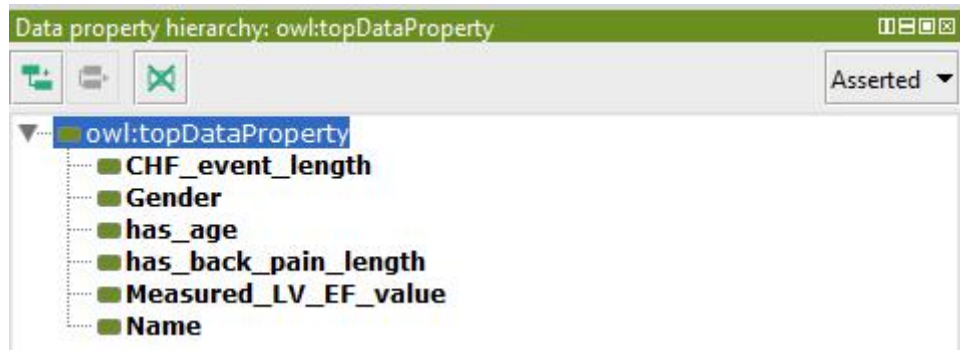 Data property hierarchy: owl:topDataProperty
Asserted
owl:topDataProperty
CHF_event_length
Gender
has_age
has_back_pain_length
Measured_LV_EF_value
Name